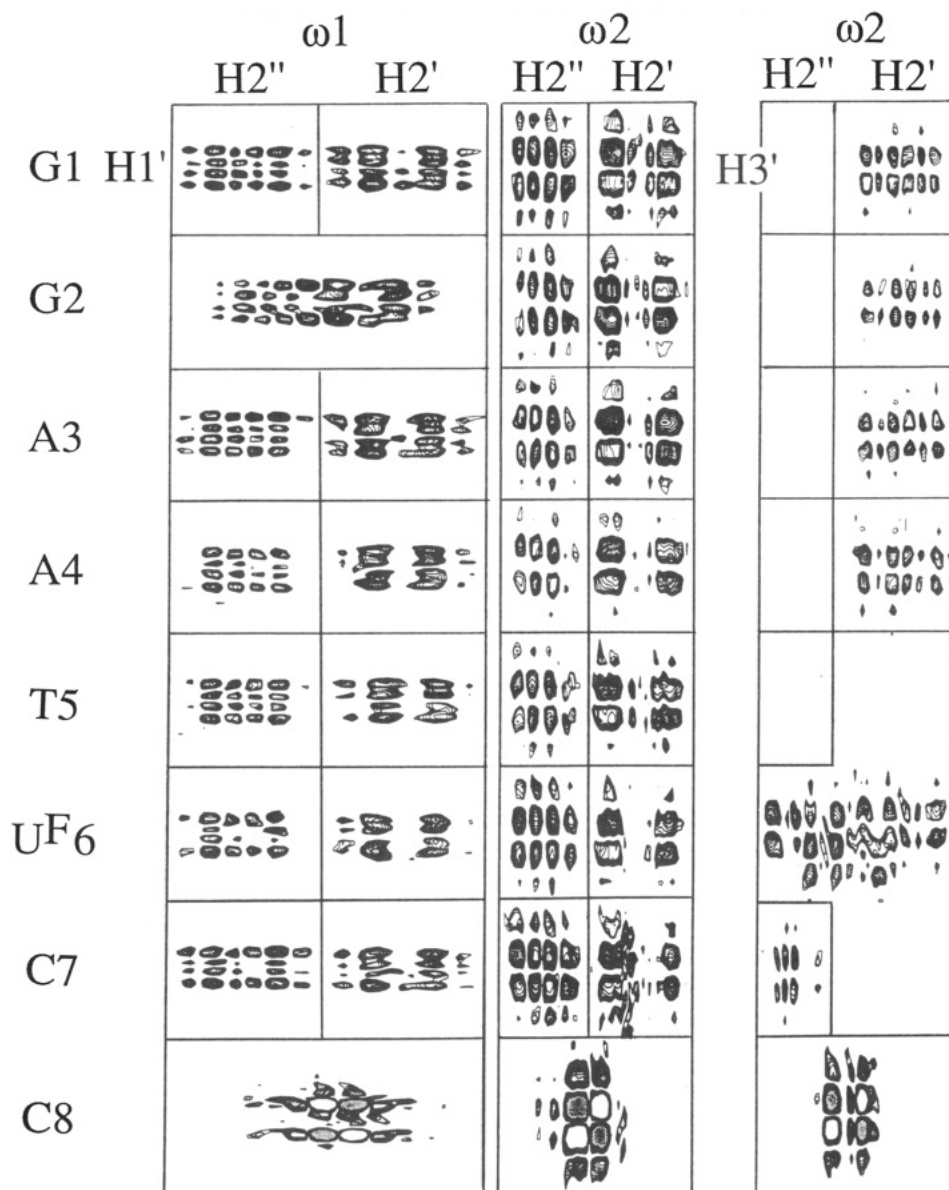 ω1 ω2 ω2
H2" H2' H2" H2' H2" H2'
G1 H1' H3'
G2
A3
A4
T5
UF6
C7
C8